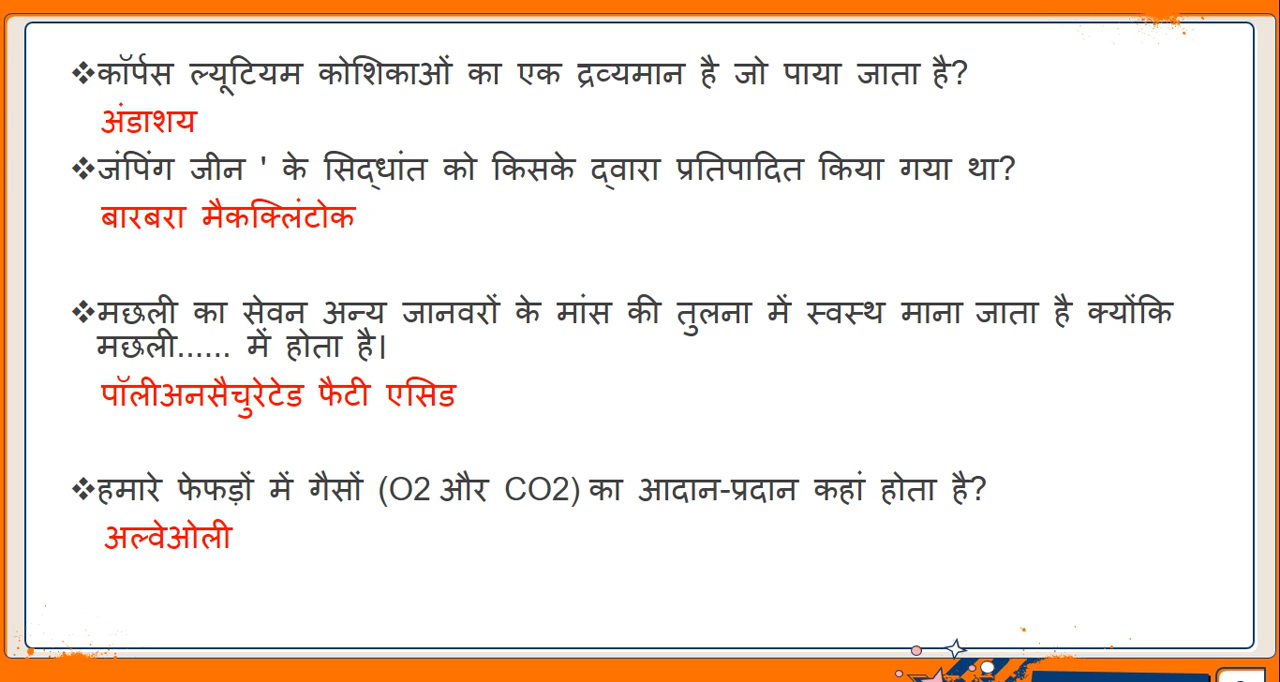 ❖कॉर्पस ल्यूटियम कोशिकाओं का एक द्रव्यमान है जो पाया जाता है?
अंडाशय
❖जंपिंग जीन ' के सिद्धांत को किसके द्वारा प्रतिपादित किया गया था?
बारबरा मैकक्लिंटोक
❖मछली का सेवन अन्य जानवरों के मांस की तुलना में स्वस्थ माना जाता है क्योंकि
मछली...... में होता है।
पॉलीअनसैचुरेटेड फैटी एसिड
❖हमारे फेफड़ों में गैसों (O2 और CO2) का आदान-प्रदान कहां होता है?
अल्वेओली